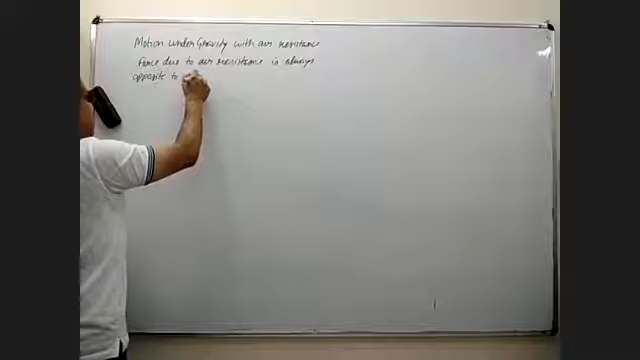 Motion under Gravity with air resistance
Force due to air resistance is always
opposite to